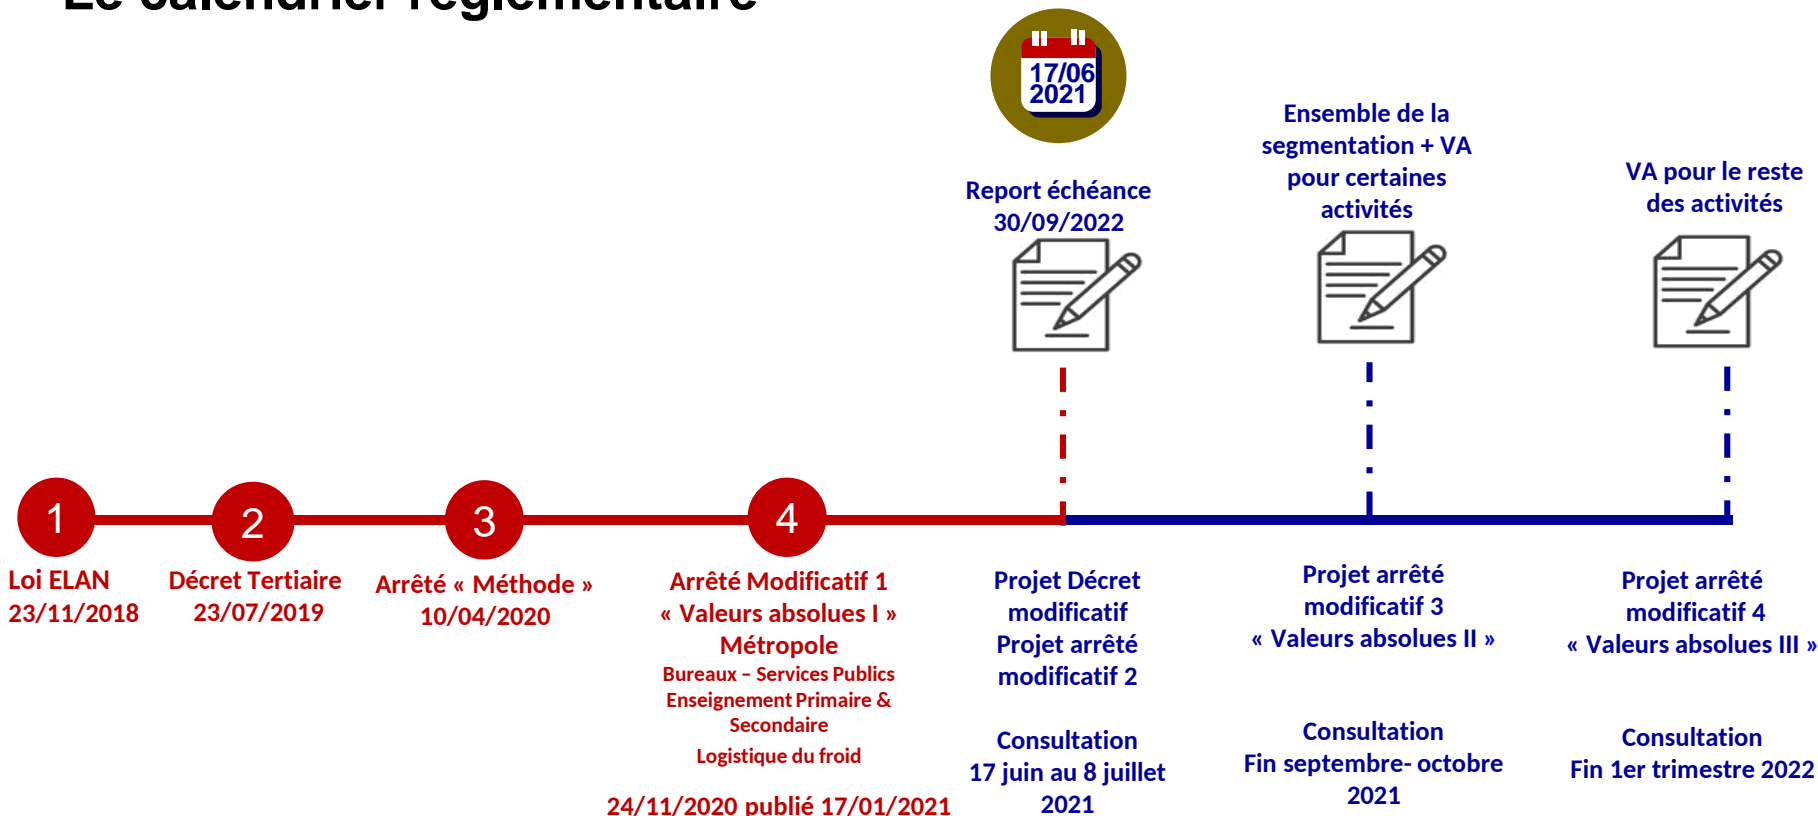 Le calendrier réglementaire
17/06
2021
Report échéance
30/09/2022
Ensemble de la
segmentation + VA
pour certaines
activités
VA pour le reste
des activités
1
2
3
4
Loi ELAN
23/11/2018
Décret Tertiaire
23/07/2019
Arrêté « Méthode »
10/04/2020
Arrêté Modificatif 1
« Valeurs absolues I »
Métropole
Bureaux – Services Publics
Enseignement Primaire &
Secondaire
Logistique du froid
24/11/2020 publié 17/01/2021
Projet Décret
modificatif
Projet arrêté
modificatif 2
Consultation
17 juin au 8 juillet
2021
Projet arrêté
modificatif 3
« Valeurs absolues II »
Consultation
Fin septembre- octobre
2021
Projet arrêté
modificatif 4
« Valeurs absolues III »
Consultation
Fin 1er trimestre 2022